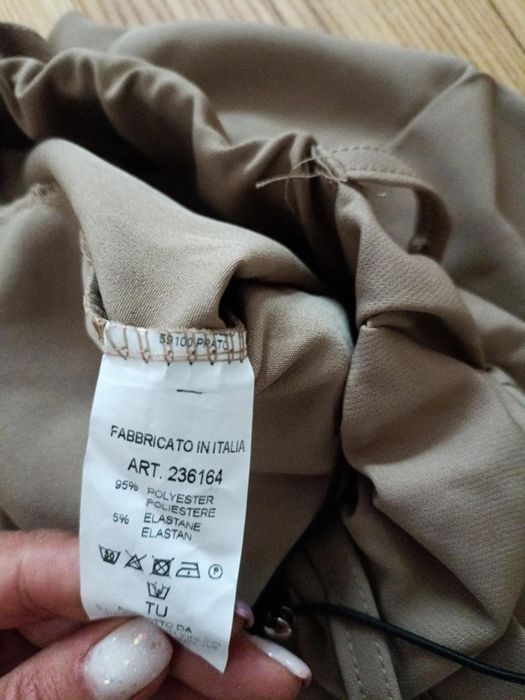 59100 PRATO
FABBRICATO IN ITALIA
ART. 236164
95% POLYESTER
POLIESTERE
5% ELASTANE
ELASTAN
P
TU